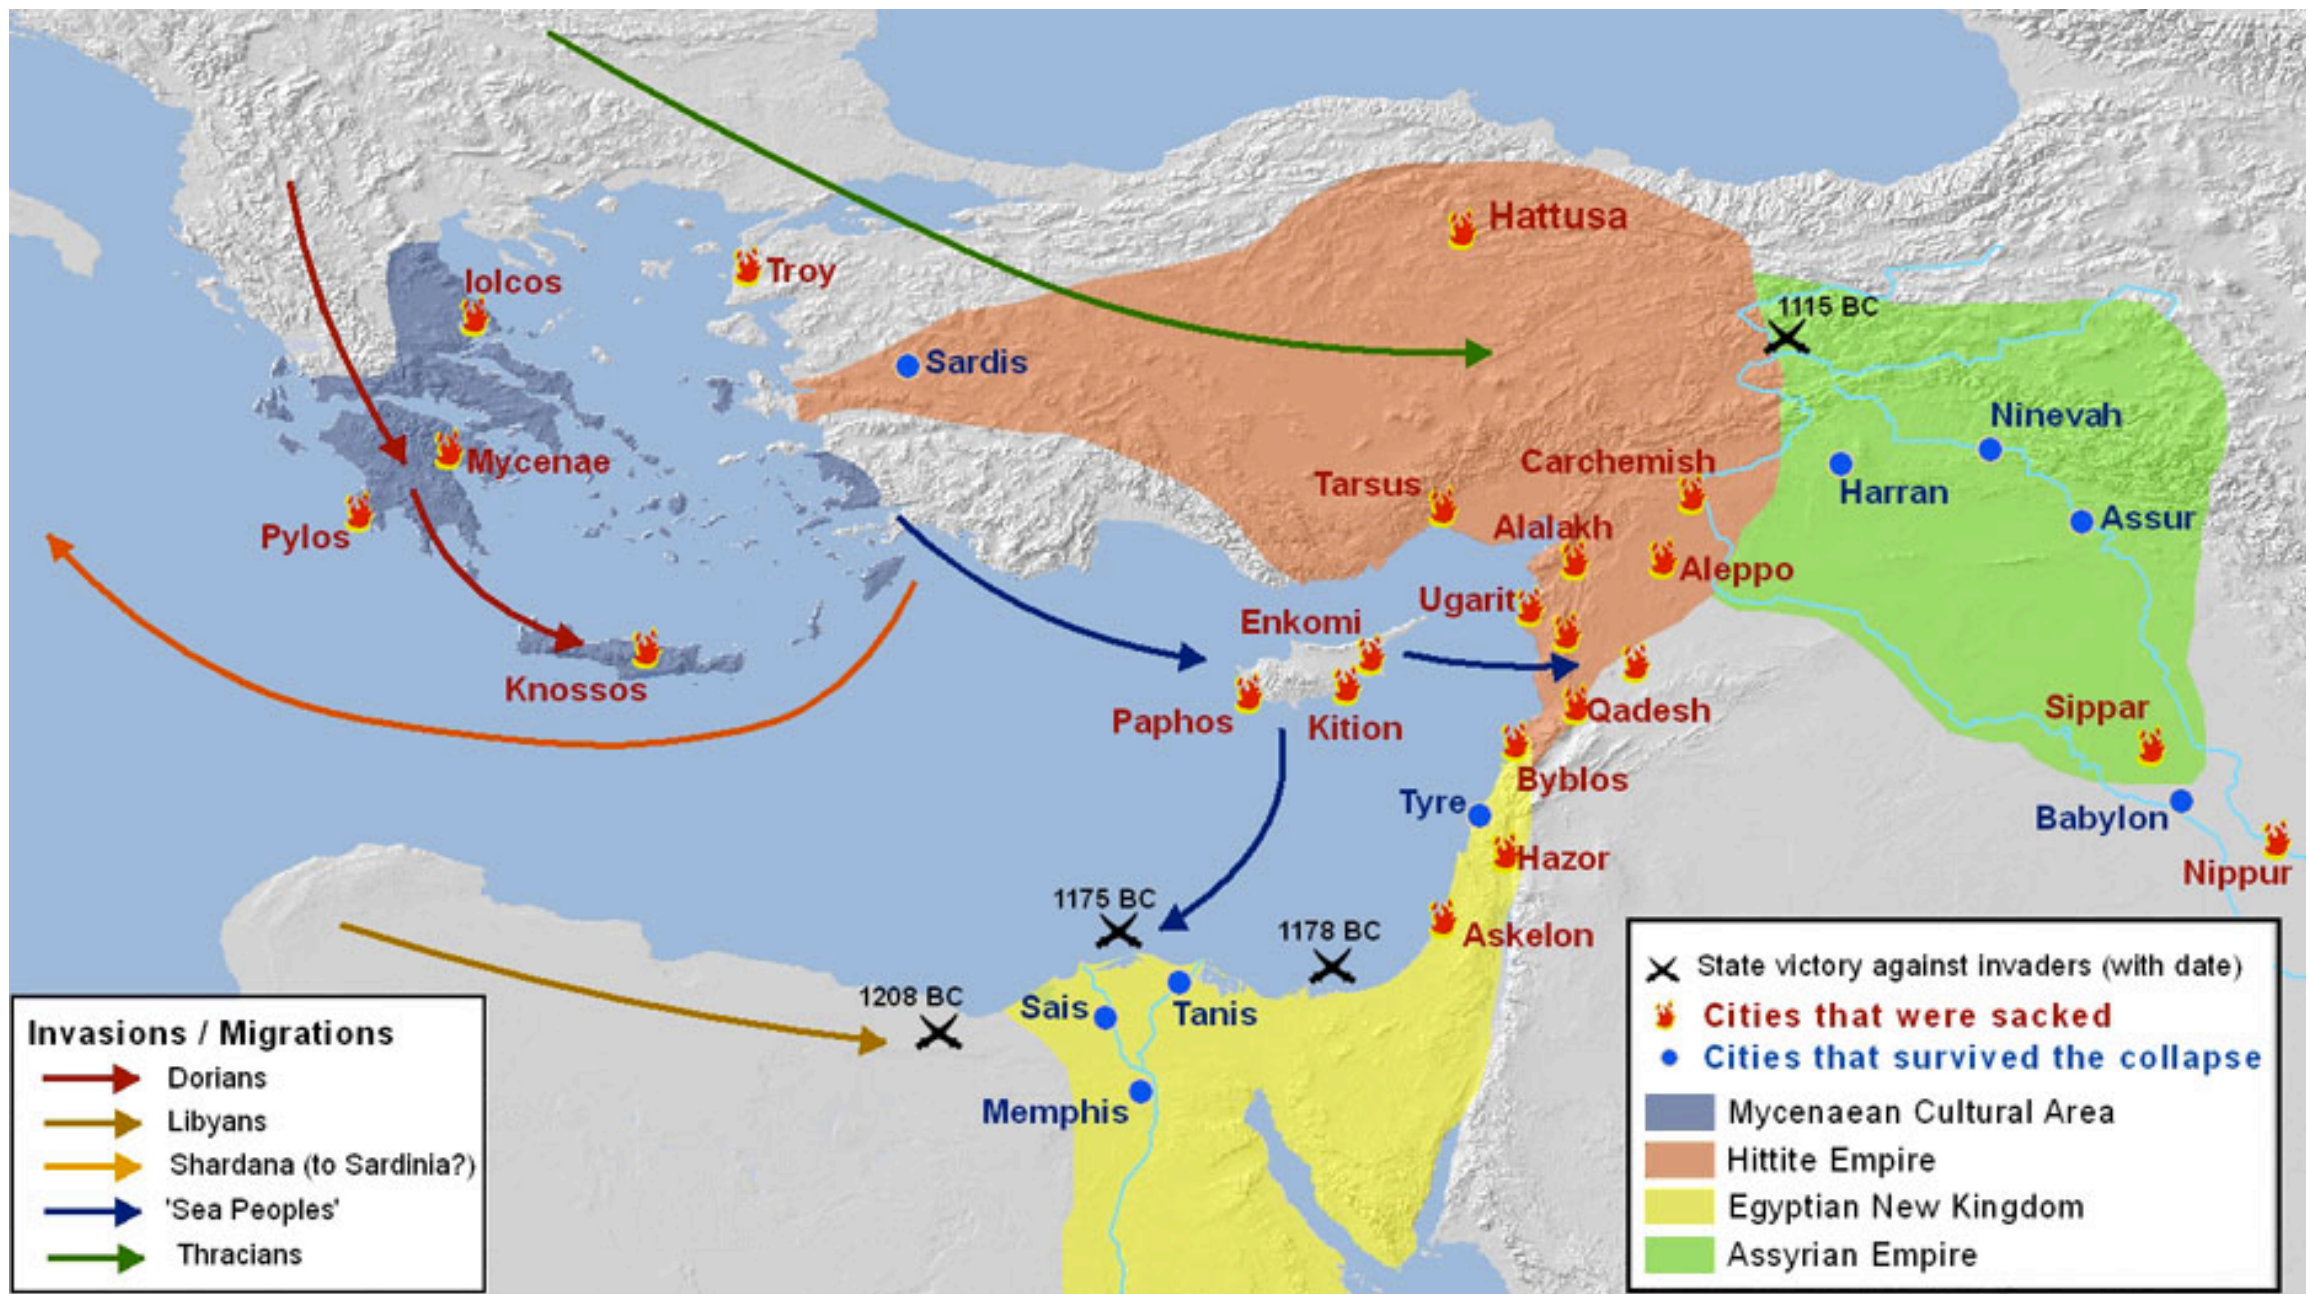 Hattusa
Iolcos
Troy
1115 BC
Sardis
Ninevah
Mycenae
Carchemish
Tarsus
Harran
Assur
Alalakh
Pylos
Aleppo
Ugarit
Enkomi
Knossos
Paphos
Kition
Qadesh
Sippar
Byblos
Tyre
Babylon
Hazor
Nippur
1175 BC
1178 BC
Askelon
1208 BC
Sais
Tanis
Memphis
Invasions / Migrations
Dorians
Libyans
Shardana (to Sardinia?)
'Sea Peoples'
Thracians
State victory against invaders (with date)
Cities that were sacked
Cities that survived the collapse
Mycenaean Cultural Area
Hittite Empire
Egyptian New Kingdom
Assyrian Empire